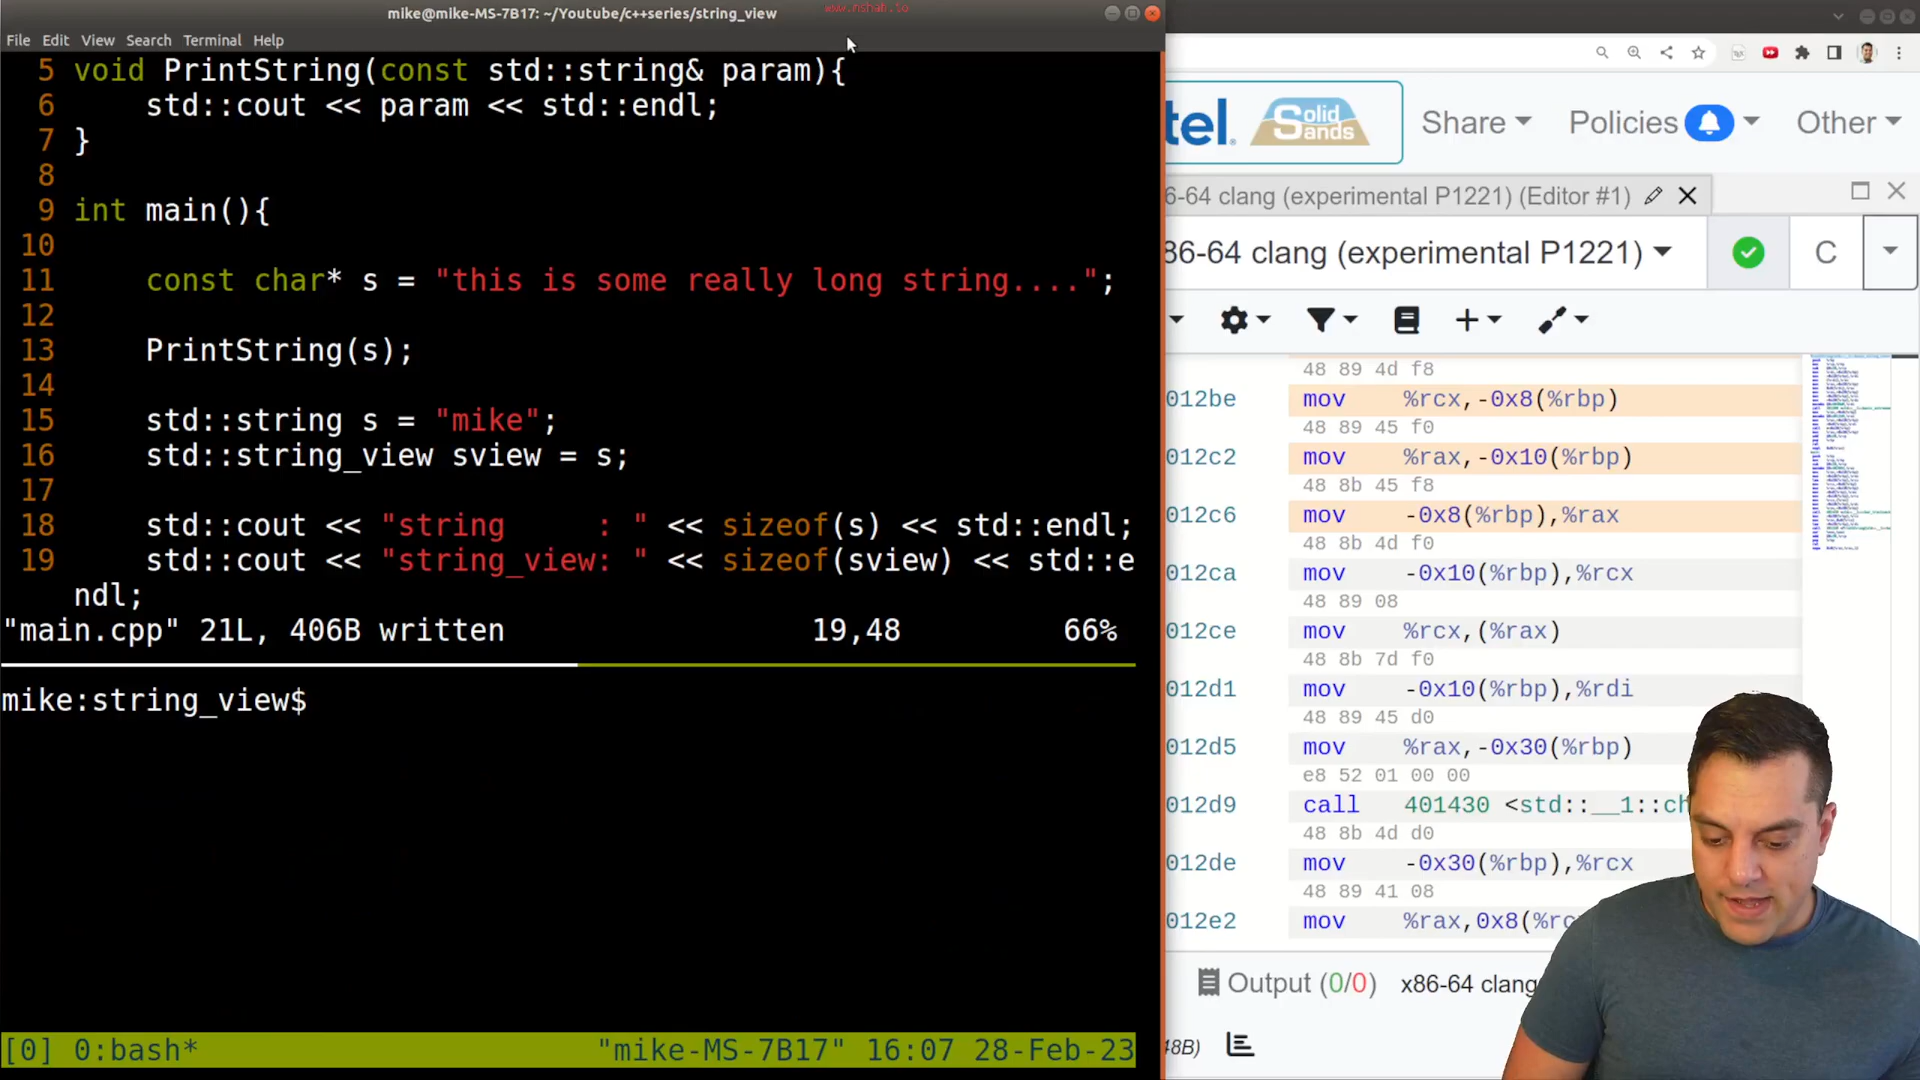 mike@mike-MS-7B17: ~/Youtube/c++series/string_view
www.mshah.io
File Edit View Search Terminal Help
5 void PrintString(const std::string& param){
6 std::cout << param << std::endl;
7 }
8
9 int main(){
10
11 const char* s = "this is some really long string....";
12
13 PrintString(s);
14
15 std::string s = "mike";
16 std::string_view sview = s;
17
18 std::cout << "string : " << sizeof(s) << std::endl;
19 std::cout << "string_view: " << sizeof(sview) << std::e
ndl;
"main.cpp" 21L, 406B written 19,48 66%
mike:string_view$
[0] 0:bash* "mike-MS-7B17" 16:07 28-Feb-23
tel. Solid Sands Share Policies Other
6-64 clang (experimental P1221) (Editor #1)
86-64 clang (experimental P1221) C
48 89 4d f8
012be mov %rcx,-0x8(%rbp)
48 89 45 f0
012c2 mov %rax,-0x10(%rbp)
48 8b 45 f8
012c6 mov -0x8(%rbp),%rax
48 8b 4d f0
012ca mov -0x10(%rbp),%rcx
48 89 08
012ce mov %rcx,(%rax)
48 8b 7d f0
012d1 mov -0x10(%rbp),%rdi
48 89 45 d0
012d5 mov %rax,-0x30(%rbp)
e8 52 01 00 00
012d9 call 401430 <std::__1::ch
48 8b 4d d0
012de mov -0x30(%rbp),%rcx
48 89 41 08
012e2 mov %rax,0x8(%rc
Output (0/0) x86-64 clang
48B)